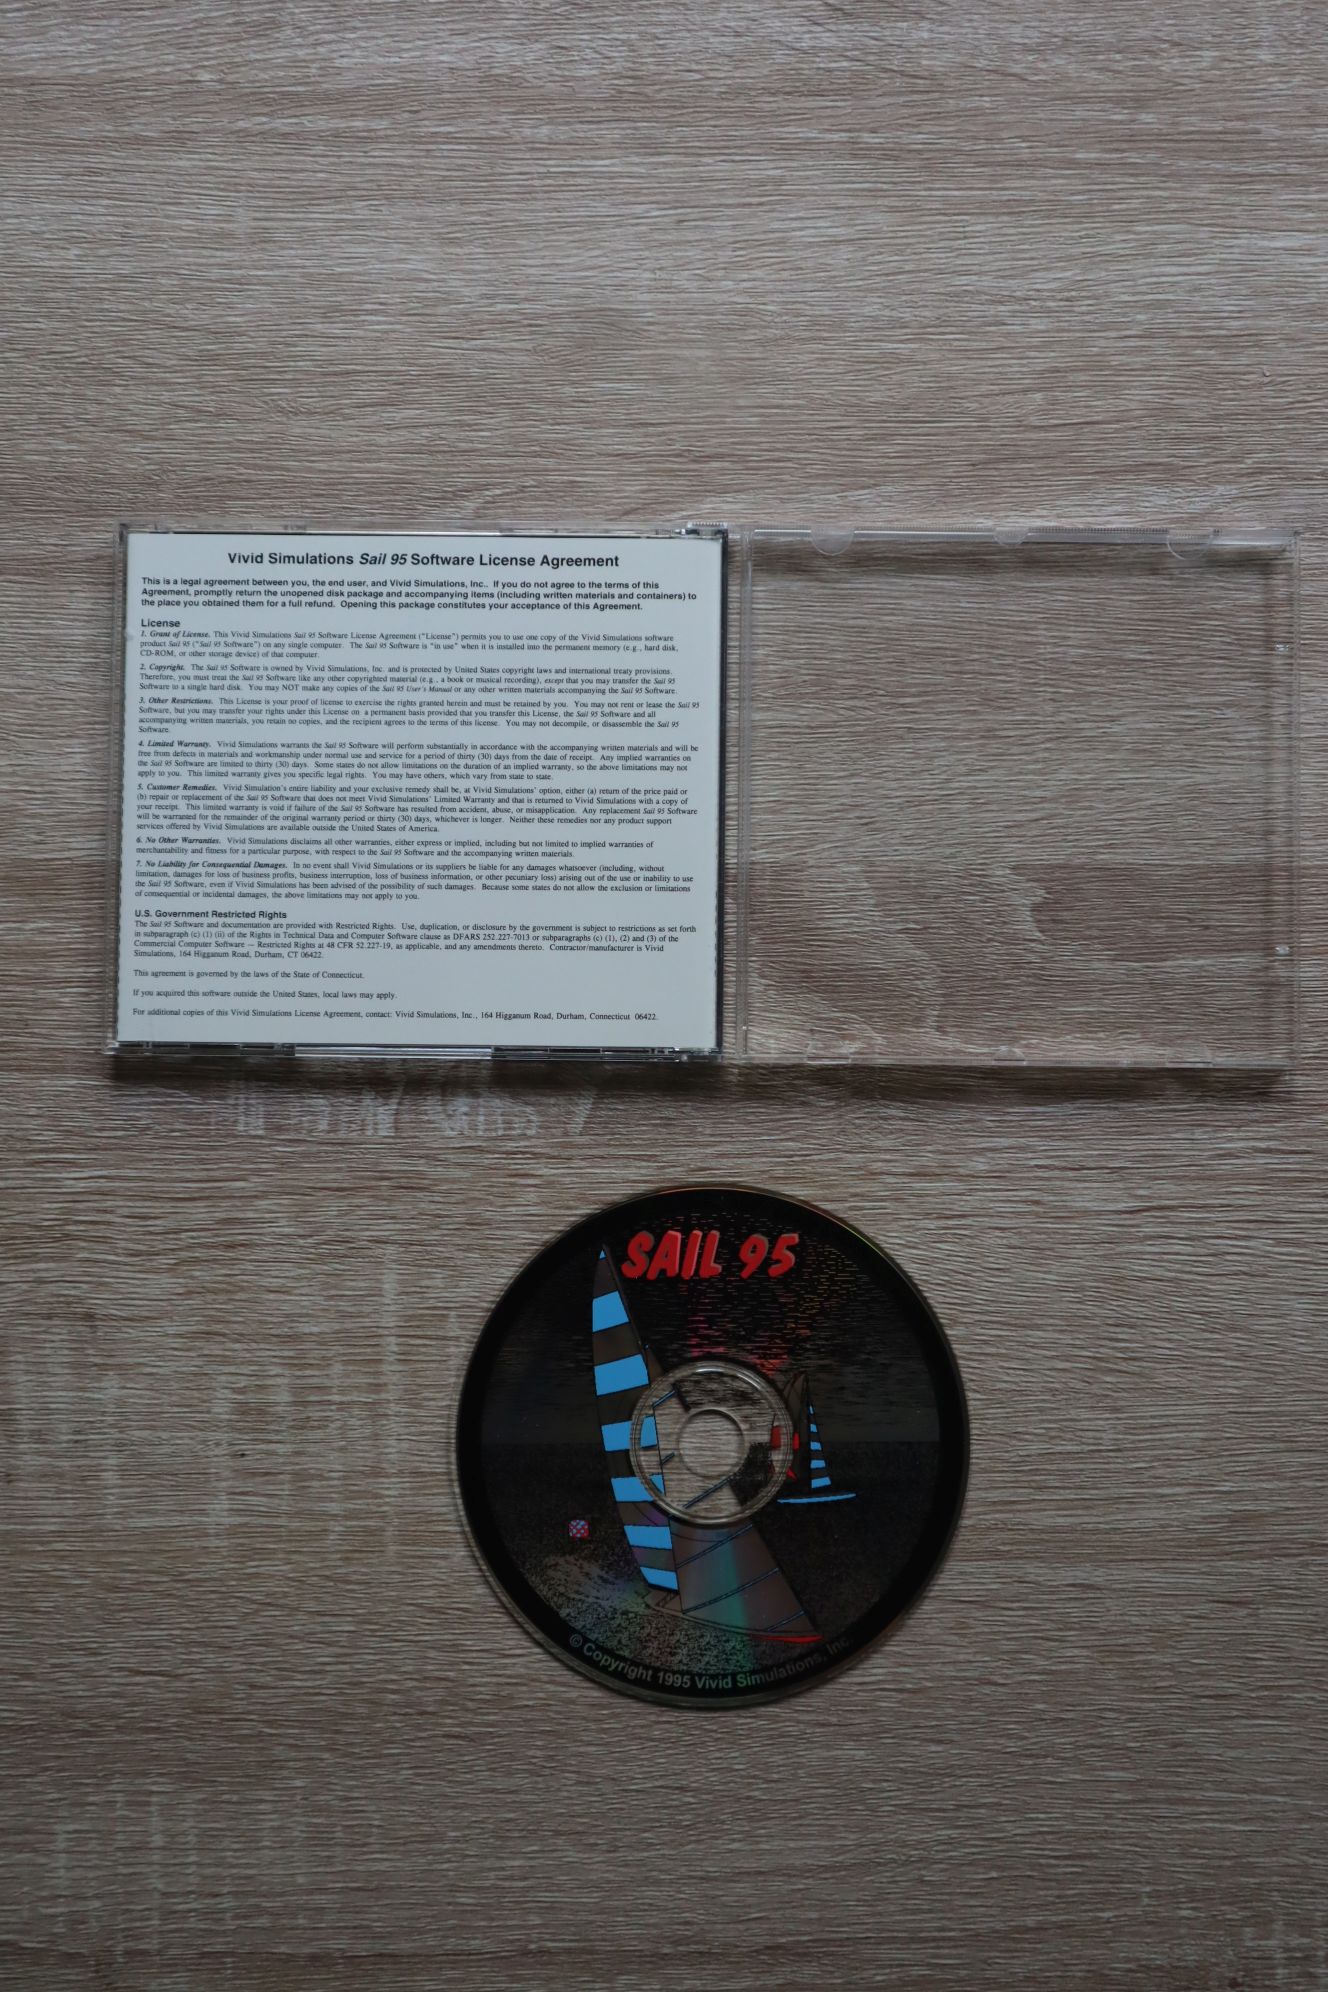 Vivid Simulations Sail 95 Software License Agreement
This is a legal agreement between you, the end user, and Vivid Simulations, Inc.. If you do not agree to the terms of this
Agreement, promptly return the unopened disk package and accompanying items (including written materials and containers) to
the place you obtained them for a full refund. Opening this package constitutes your acceptance of this Agreement.
License
1. Grant of License. This Vivid Simulations Sail 95 Software License Agreement ("License") permits you to use one copy of the Vivid Simulations software
product Sail 95 ("Sail 95 Software") on any single computer. The Sail 95 Software is "in use" when it is installed into the permanent memory (e.g., hard disk,
CD-ROM, or other storage device) of that computer.
2. Copyright. The Sail 95 Software is owned by Vivid Simulations, Inc. and is protected by United States copyright laws and international treaty provisions.
Therefore, you must treat the Sail 95 Software like any other copyrighted material (e.g., a book or musical recording), except that you may transfer the Sail 95
Software to a single hard disk. You may NOT make any copies of the Sail 95 User's Manual or any other written materials accompanying the Sail 95 Software.
3. Other Restrictions. This License is your proof of license to exercise the rights granted herein and must be retained by you. You may not rent or lease the Sail 95
Software, but you may transfer your rights under this License on a permanent basis provided that you transfer this License, the Sail 95 Software and all
accompanying written materials, you retain no copies, and the recipient agrees to the terms of this license. You may not decompile, or disassemble the Sail 95
Software.
4. Limited Warranty. Vivid Simulations warrants the Sail 95 Software will perform substantially in accordance with the accompanying written materials and will be
free from defects in materials and workmanship under normal use and service for a period of thirty (30) days from the date of receipt. Any implied warranties on
the Sail 95 Software are limited to thirty (30) days. Some states do not allow limitations on the duration of an implied warranty, so the above limitations may not
apply to you. This limited warranty gives you specific legal rights. You may have others, which vary from state to state.
5. Customer Remedies. Vivid Simulation's entire liability and your exclusive remedy shall be, at Vivid Simulations' option, either (a) return of the price paid or
(b) repair or replacement of the Sail 95 Software that does not meet Vivid Simulations' Limited Warranty and that is returned to Vivid Simulations with a copy of
your receipt. This limited warranty is void if failure of the Sail 95 Software has resulted from accident, abuse, or misapplication. Any replacement Sail 95 Software
will be warranted for the remainder of the original warranty period or thirty (30) days, whichever is longer. Neither these remedies nor any product support
services offered by Vivid Simulations are available outside the United States of America.
6. No Other Warranties. Vivid Simulations disclaims all other warranties, either express or implied, including but not limited to implied warranties of
merchantability and fitness for a particular purpose, with respect to the Sail 95 Software and the accompanying written materials.
7. No Liability for Consequential Damages. In no event shall Vivid Simulations or its suppliers be liable for any damages whatsoever (including, without
limitation, damages for loss of business profits, business interruption, loss of business information, or other pecuniary loss) arising out of the use or inability to use
the Sail 95 Software, even if Vivid Simulations has been advised of the possibility of such damages. Because some states do not allow the exclusion or limitations
of consequential or incidental damages, the above limitations may not apply to you.
U.S. Government Restricted Rights
The Sail 95 Software and documentation are provided with Restricted Rights. Use, duplication, or disclosure by the government is subject to restrictions as set forth
in subparagraph (c) (1) (ii) of the Rights in Technical Data and Computer Software clause as DFARS 252.227-7013 or subparagraphs (c) (1), (2) and (3) of the
Commercial Computer Software -- Restricted Rights at 48 CFR 52.227-19, as applicable, and any amendments thereto. Contractor/manufacturer is Vivid
Simulations, 164 Higganum Road, Durham, CT 06422.
This agreement is governed by the laws of the State of Connecticut.
If you acquired this software outside the United States, local laws may apply.
For additional copies of this Vivid Simulations License Agreement, contact: Vivid Simulations, Inc., 164 Higganum Road, Durham, Connecticut 06422.
SAIL 95
© Copyright 1995 Vivid Simulations, Inc.